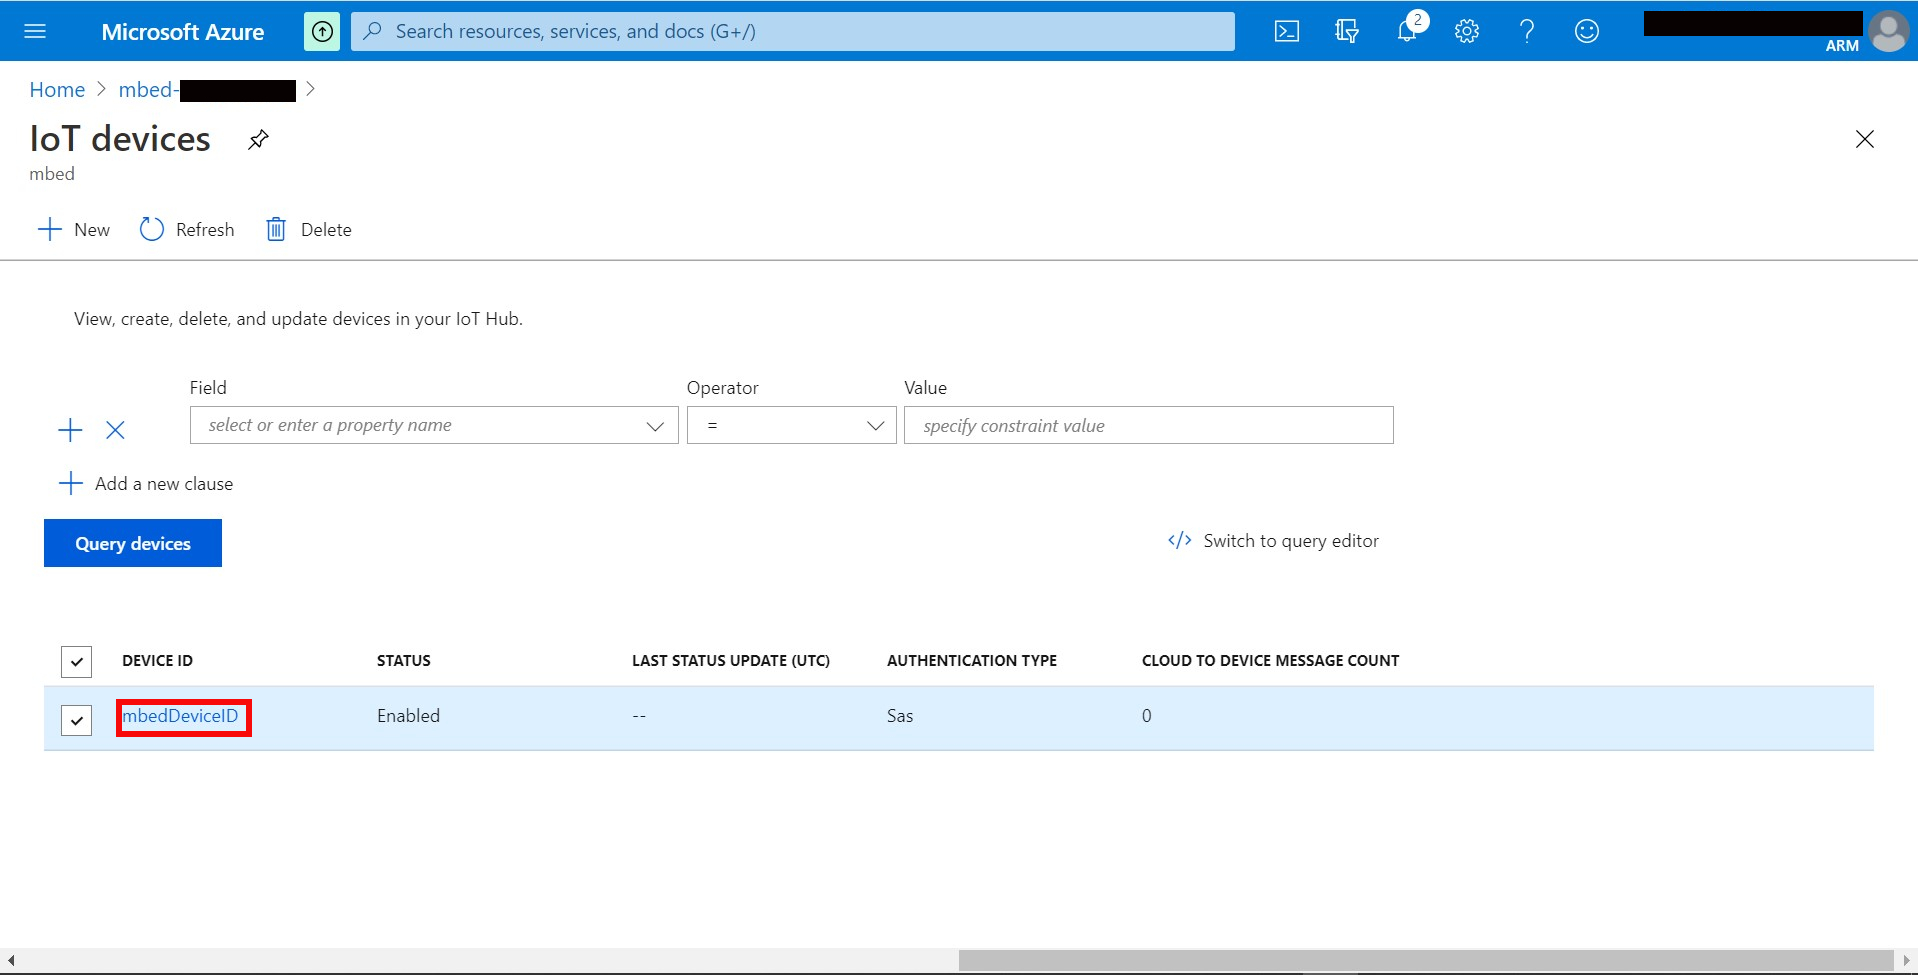 Microsoft Azure
Search resources, services, and docs (G+/)
2
ARM
Home > mbed- >
IoT devices
mbed
New Refresh Delete
View, create, delete, and update devices in your IoT Hub.
Field Operator Value
select or enter a property name = specify constraint value
Add a new clause
Query devices </> Switch to query editor
DEVICE ID STATUS LAST STATUS UPDATE (UTC) AUTHENTICATION TYPE CLOUD TO DEVICE MESSAGE COUNT
mbedDeviceID Enabled -- Sas 0